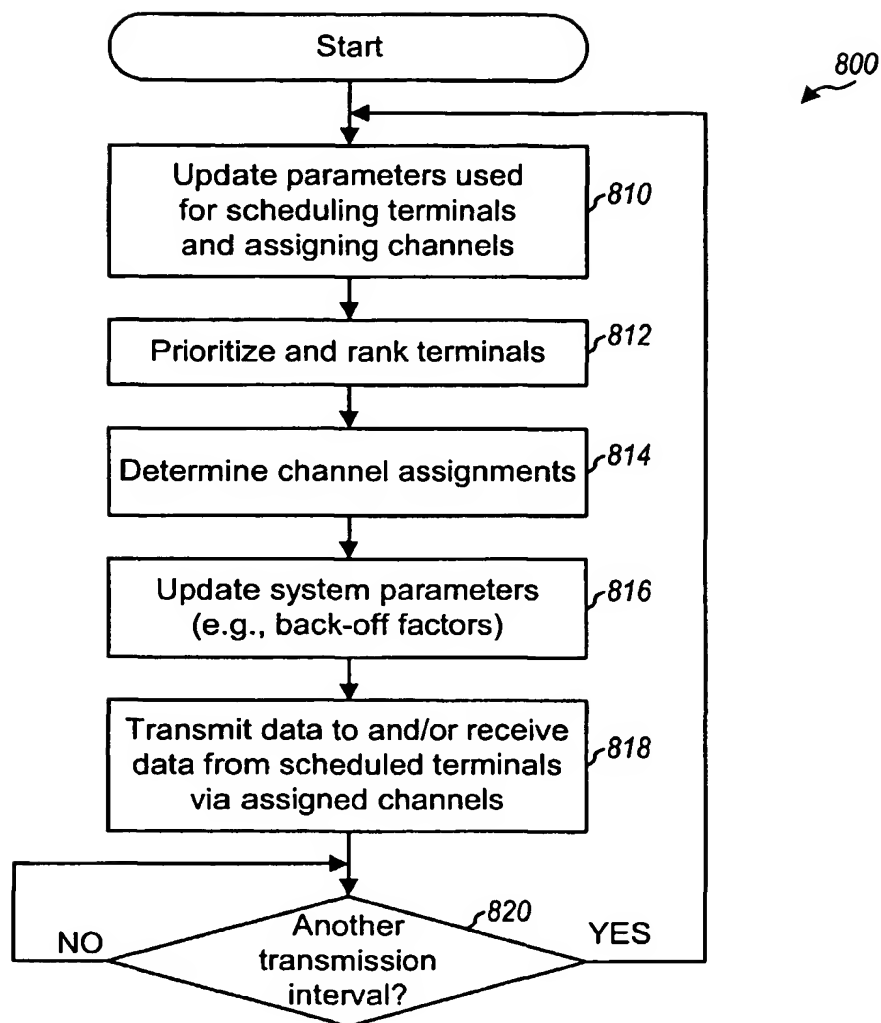 Start
800
Update parameters used
for scheduling terminals
and assigning channels
810
Prioritize and rank terminals
812
Determine channel assignments
814
Update system parameters
(e.g., back-off factors)
816
Transmit data to and/or receive
data from scheduled terminals
via assigned channels
818
820
Another
transmission
interval?
NO
YES